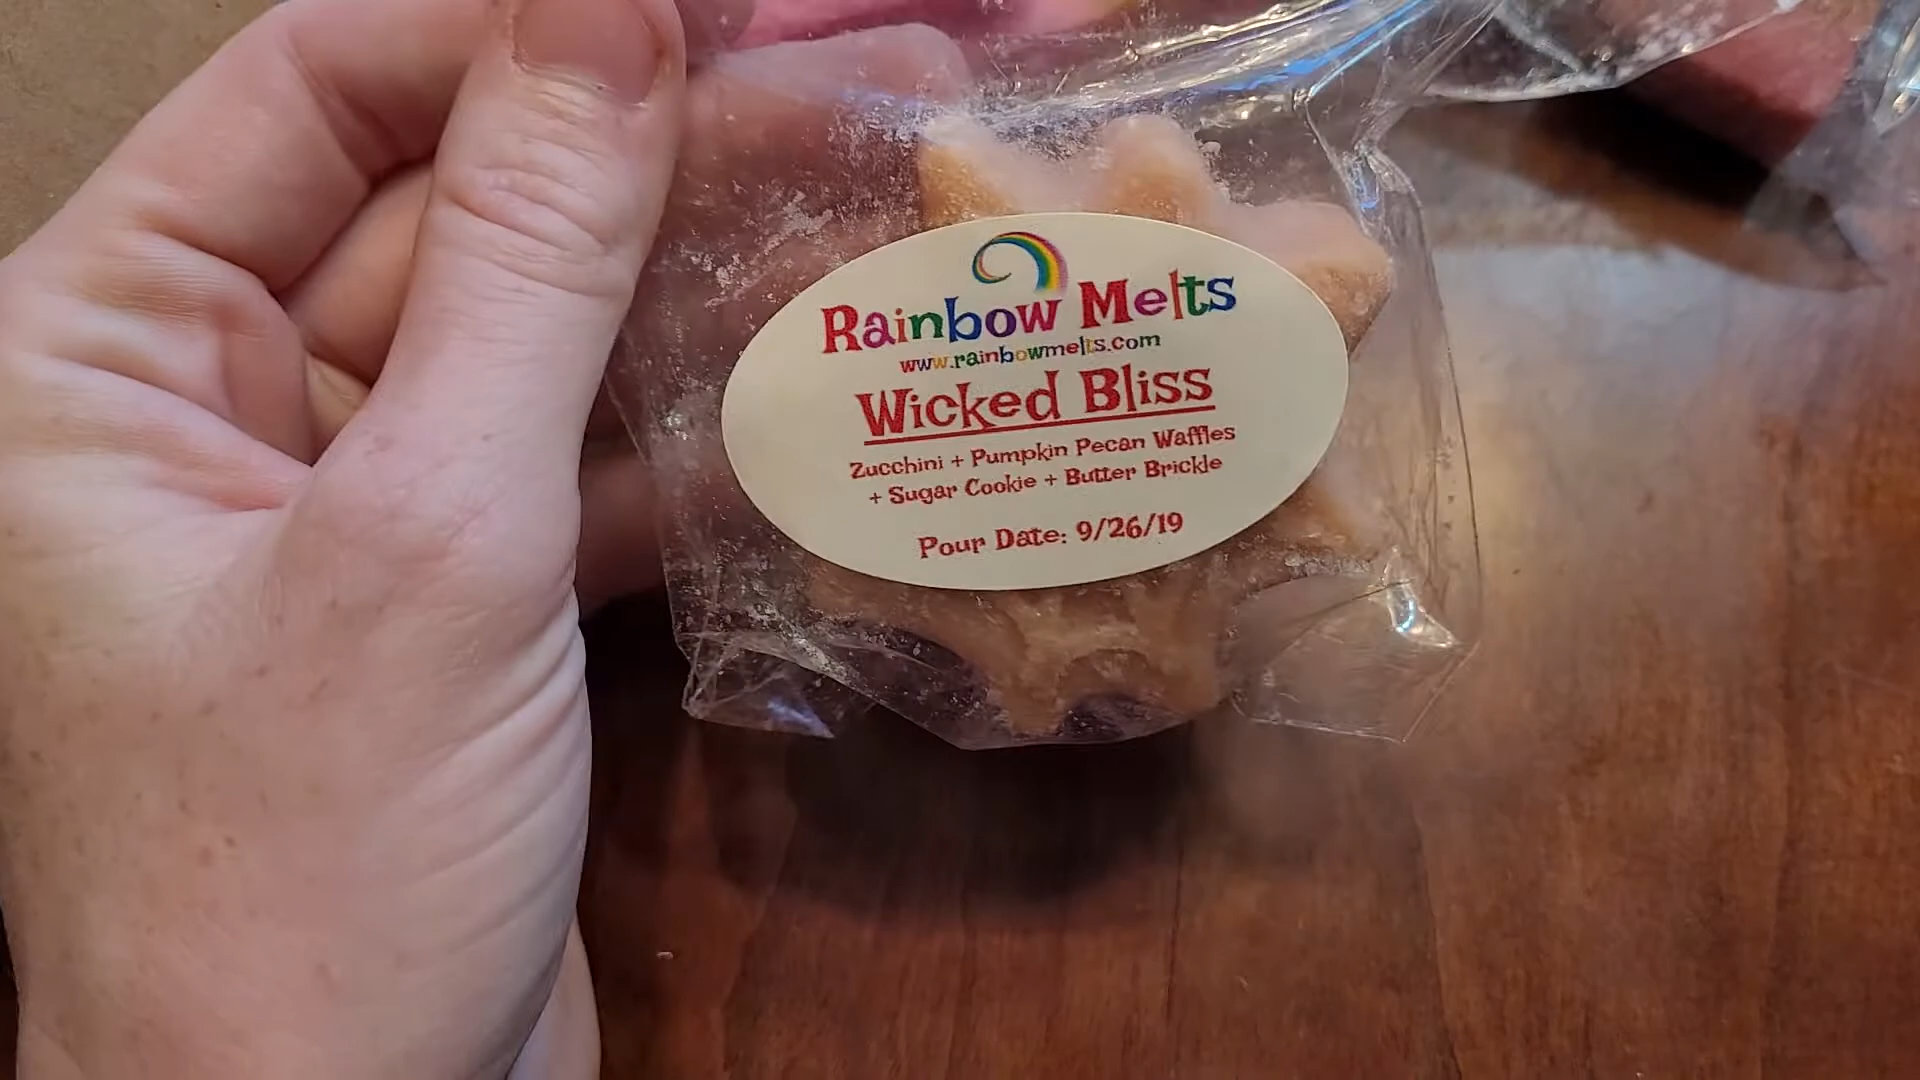 Rainbow Melts
www.rainbowmelts.com
Wicked Bliss
Zucchini + Pumpkin Pecan Waffles
+ Sugar Cookie + Butter Brickle
Pour Date: 9/26/19